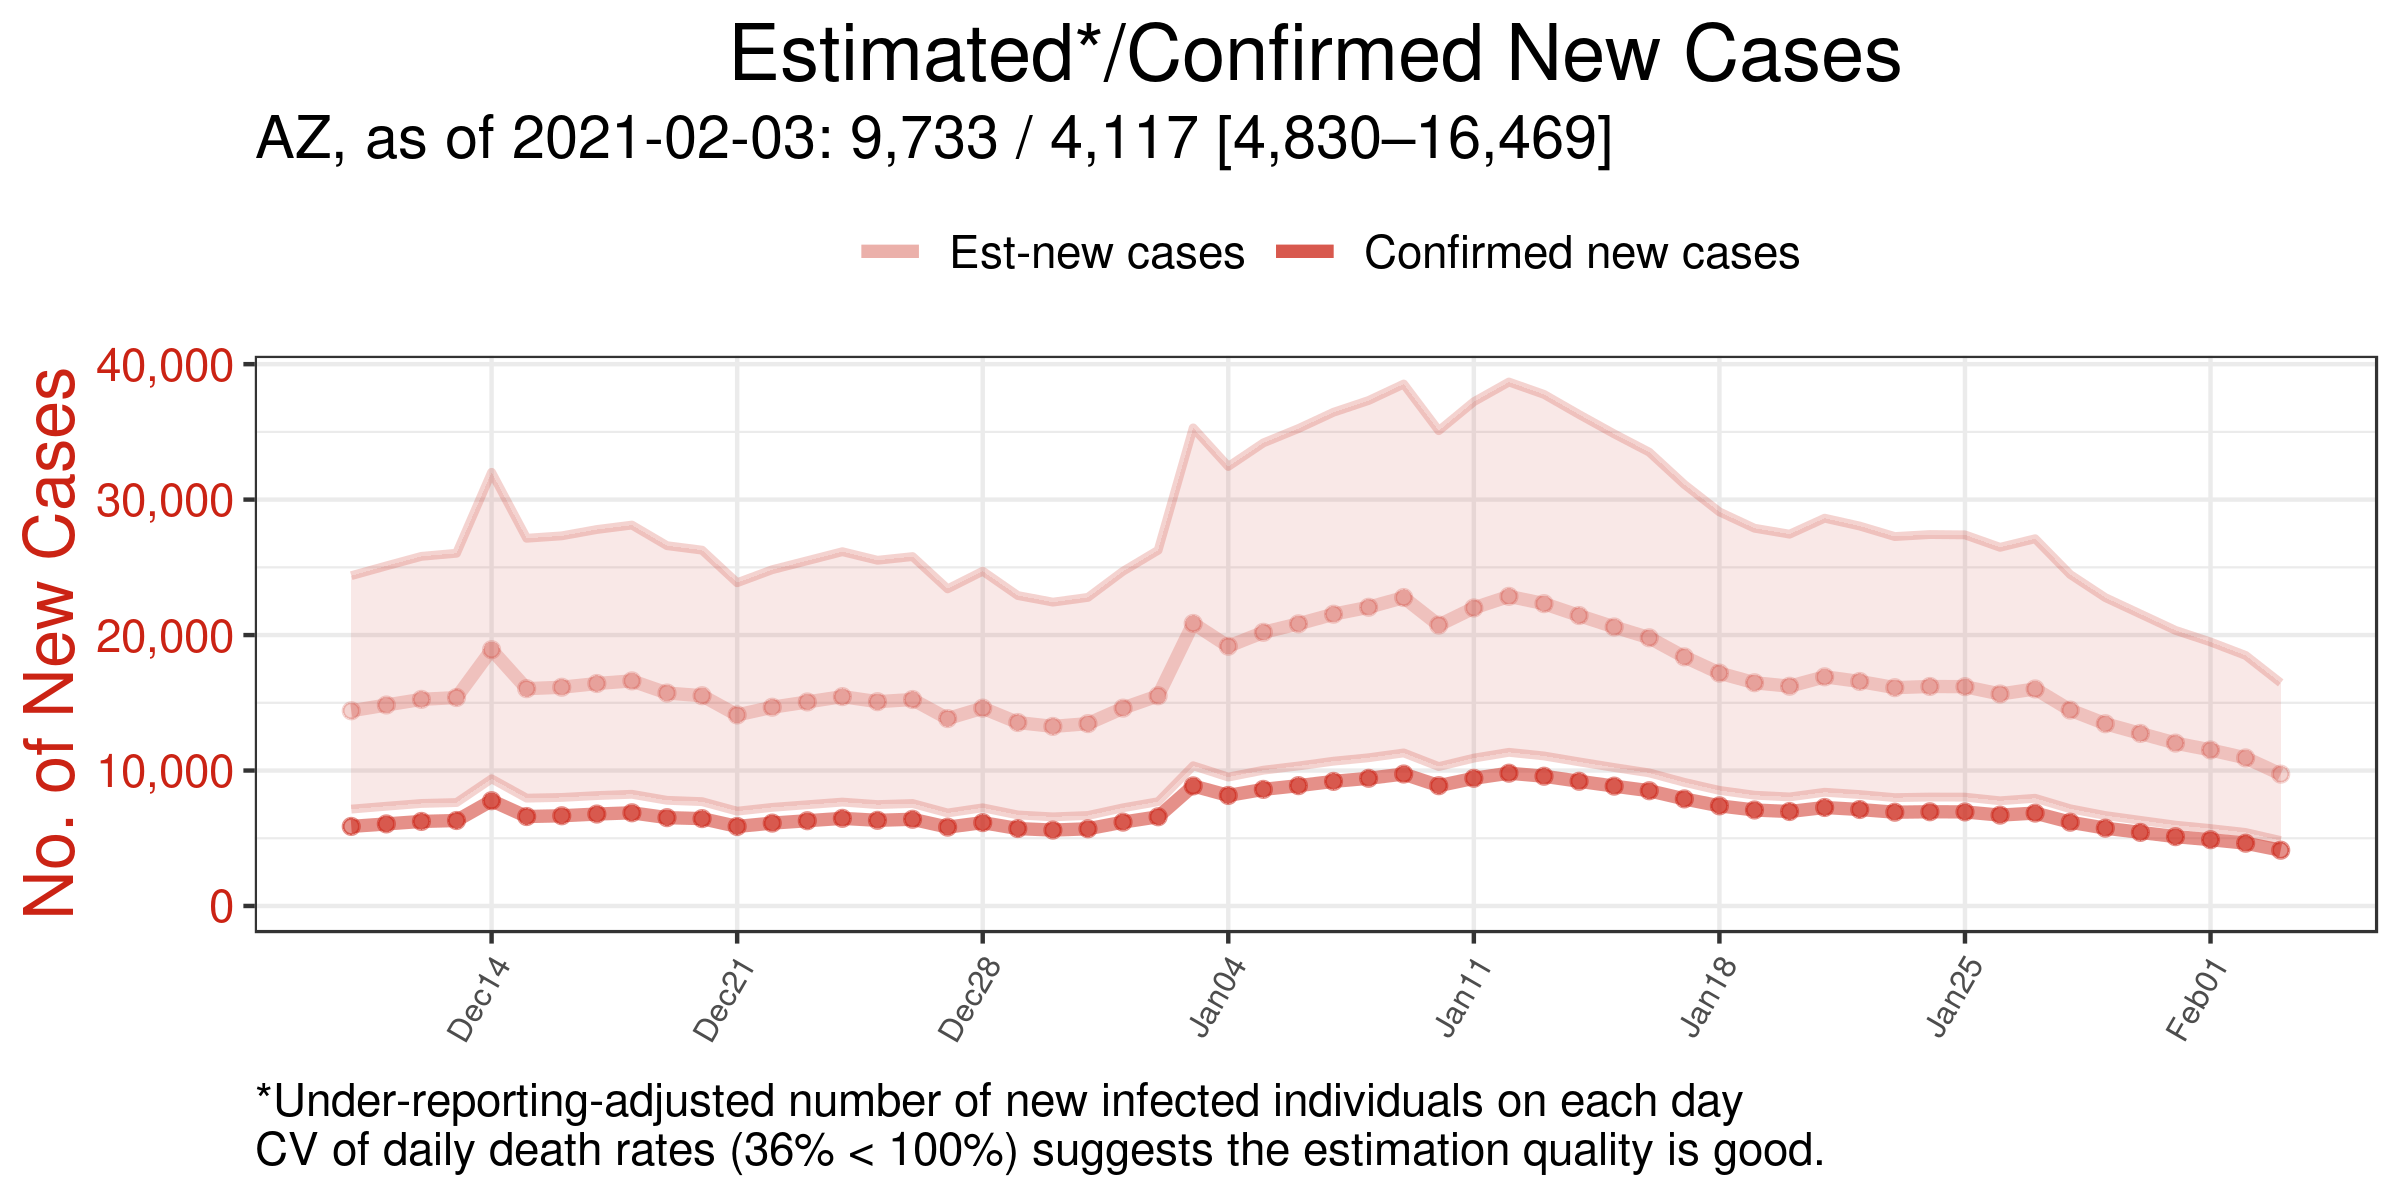 Estimated*/Confirmed New Cases
AZ, as of 2021-02-03: 9,733 / 4,117 [4,830–16,469]
Est-new cases Confirmed new cases
No. of New Cases
40,000
30,000
20,000
10,000
0
Dec14 Dec21 Dec28 Jan04 Jan11 Jan18 Jan25 Feb01
*Under-reporting-adjusted number of new infected individuals on each day
CV of daily death rates (36% < 100%) suggests the estimation quality is good.